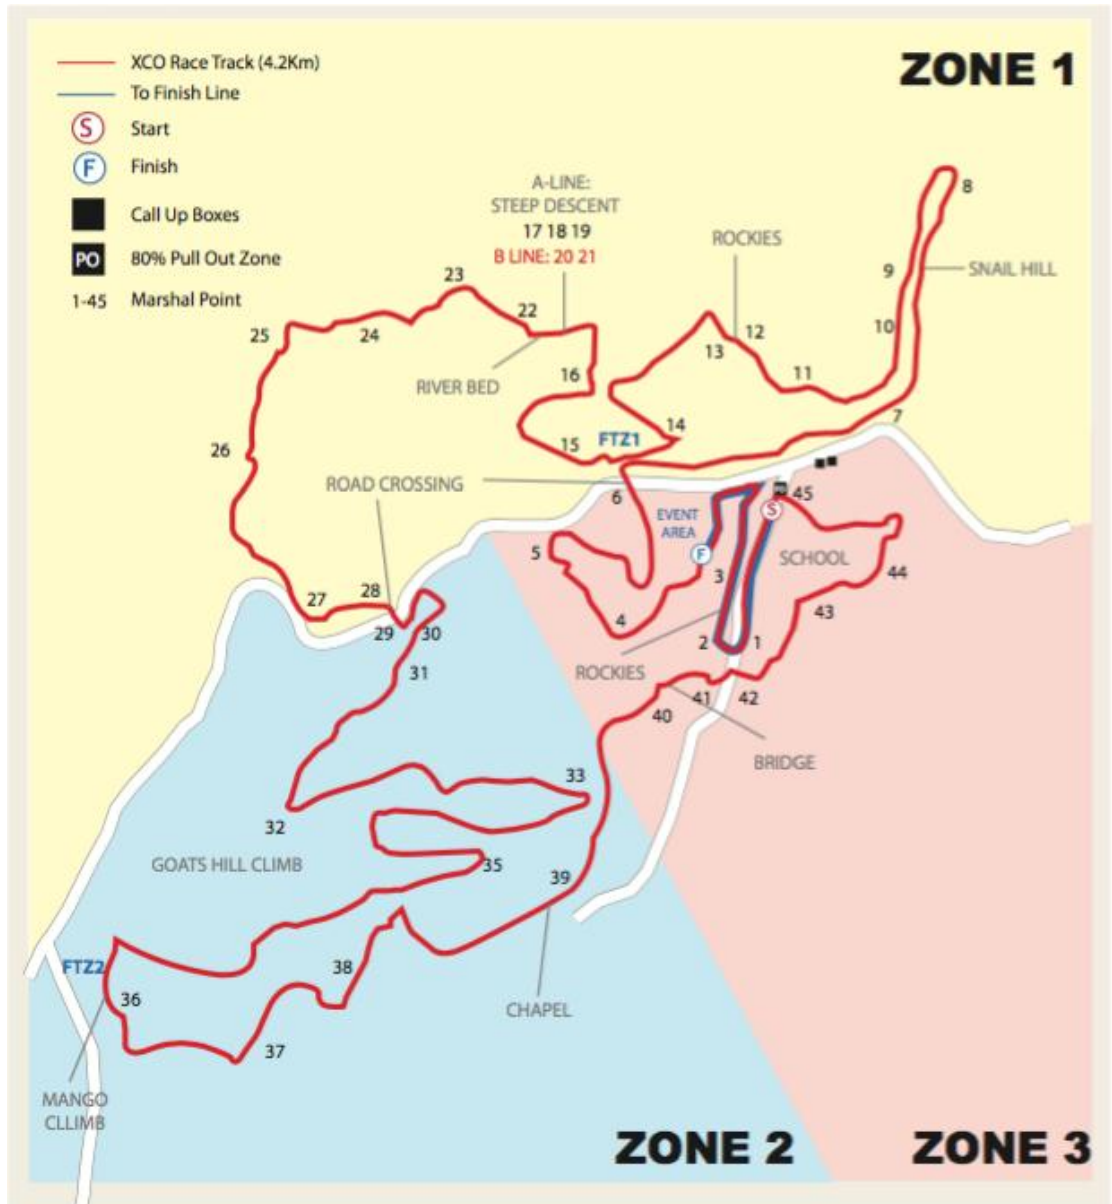 ZONE 1
XCO Race Track (4.2Km)
To Finish Line
S Start
F Finish
Call Up Boxes
PO 80% Pull Out Zone
1-45 Marshal Point
A-LINE:
STEEP DESCENT
17 18 19
B LINE: 20 21
ROCKIES
8
SNAIL HILL
9
10
23
22
12
13
11
25
24
16
RIVER BED
7
14
15
FTZ1
26
ROAD CROSSING
6
45
S
EVENT
AREA
F
SCHOOL
5
3
44
27
28
29
30
4
43
2
1
31
ROCKIES
41
42
40
BRIDGE
33
32
GOATS HILL CLIMB
35
39
FTZ2
38
36
CHAPEL
37
MANGO
CLLIMB
ZONE 2
ZONE 3